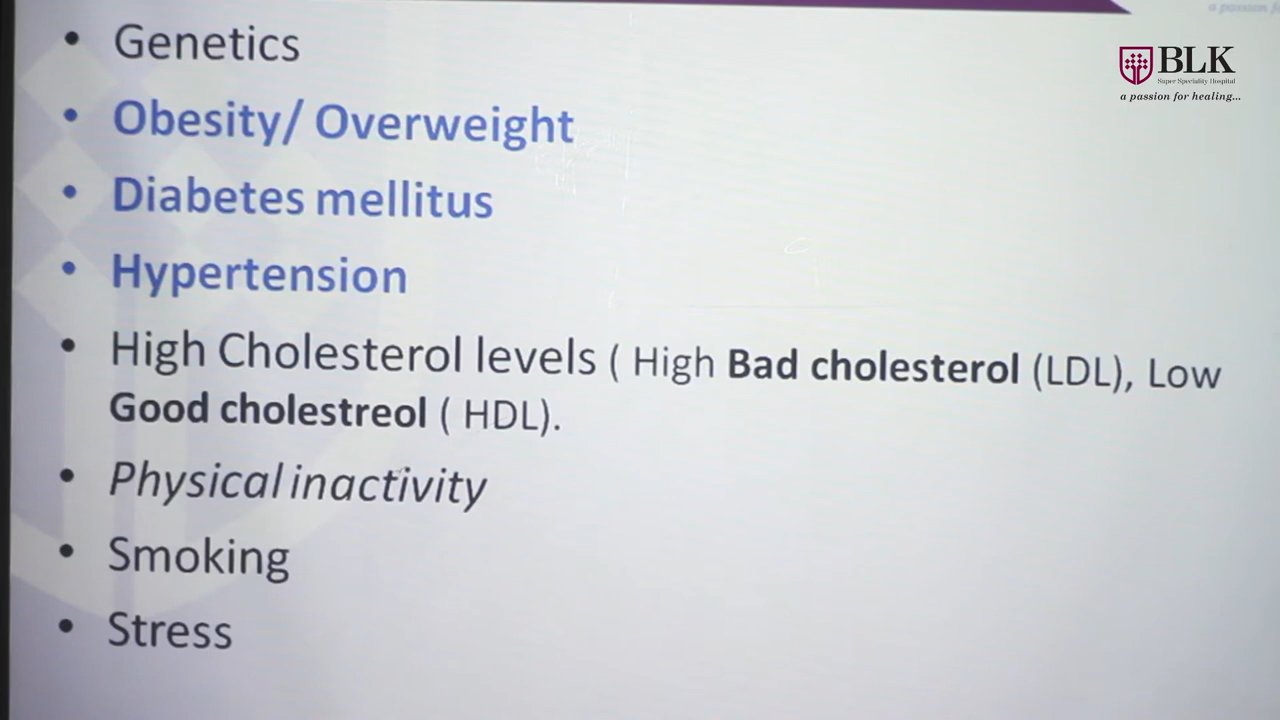 a passion f
BLK
Super Speciality Hospital
a passion for healing...
• Genetics
• Obesity/ Overweight
• Diabetes mellitus
• Hypertension
• High Cholesterol levels ( High Bad cholesterol (LDL), Low
Good cholestreol ( HDL).
• Physical inactivity
• Smoking
• Stress